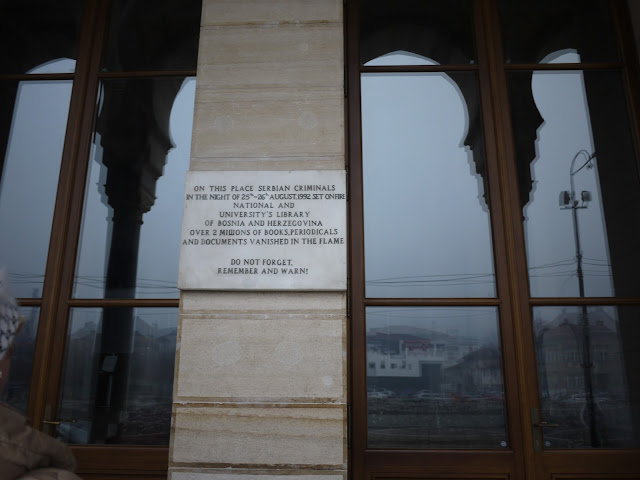 ON THIS PLACE SERBIAN CRIMINALS
IN THE NIGHT OF 25TH-26TH AUGUST, 1992. SET ON FIRE
NATIONAL AND
UNIVERSITY'S LIBRARY
OF BOSNIA AND HERZEGOVINA
OVER 2 MILLIONS OF BOOKS, PERIODICALS
AND DOCUMENTS VANISHED IN THE FLAME
DO NOT FORGET,
REMEMBER AND WARN!